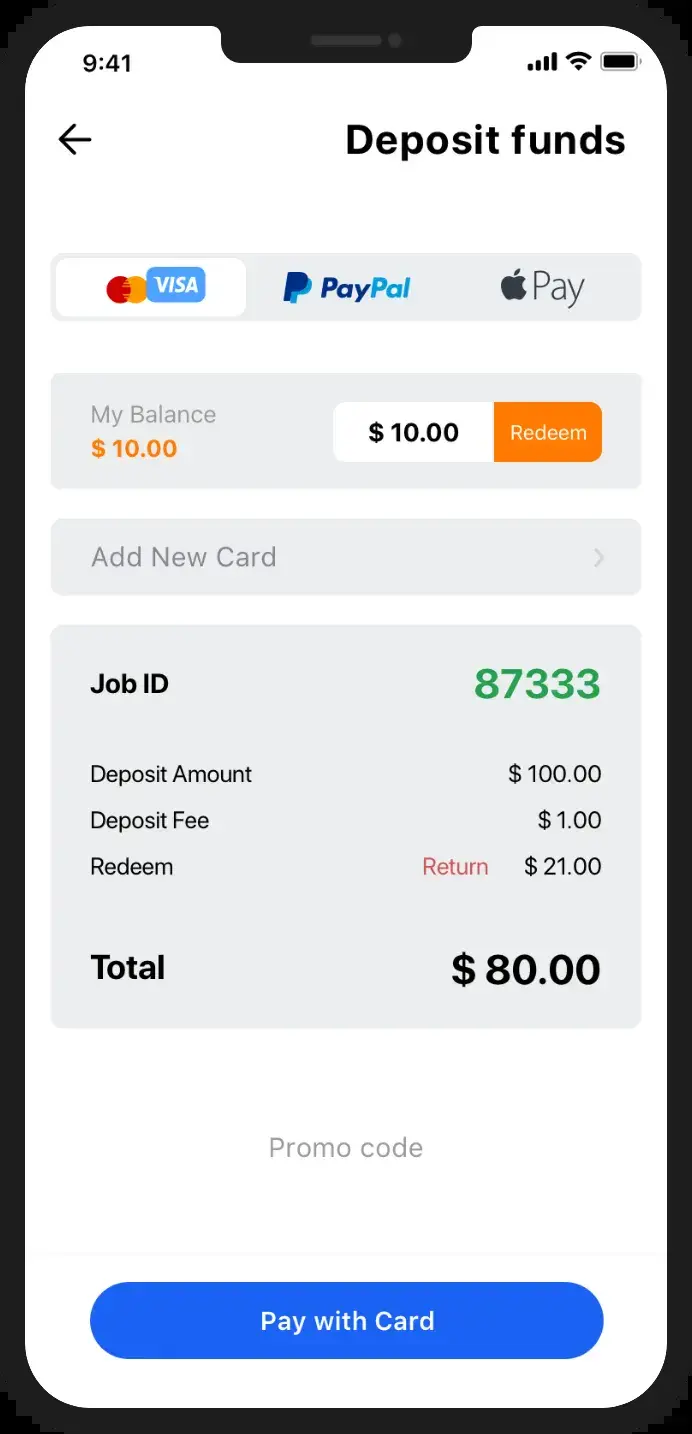 9:41
Deposit funds
VISA PayPal Pay
My Balance
$ 10.00
$ 10.00 Redeem
Add New Card
Job ID 87333
Deposit Amount $ 100.00
Deposit Fee $ 1.00
Redeem Return $ 21.00
Total $ 80.00
Promo code
Pay with Card